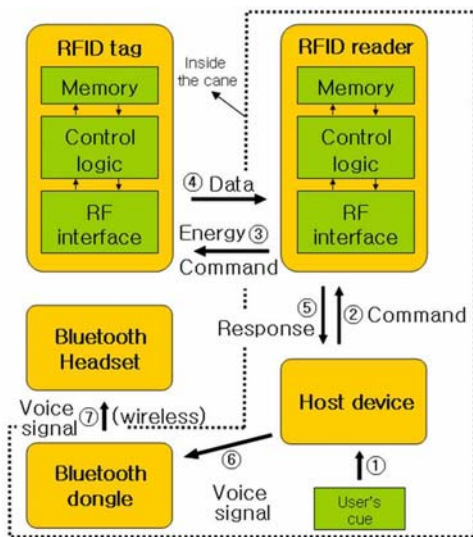 RFID tag
Memory
Control
logic
RF
interface
Inside
the cane
RFID reader
Memory
Control
logic
RF
interface
④ Data
Energy ③
Command
⑤
Response
② Command
Bluetooth
Headset
Voice
signal ⑦ (wireless)
Host device
⑥
①
Bluetooth
dongle
Voice
signal
User's
cue